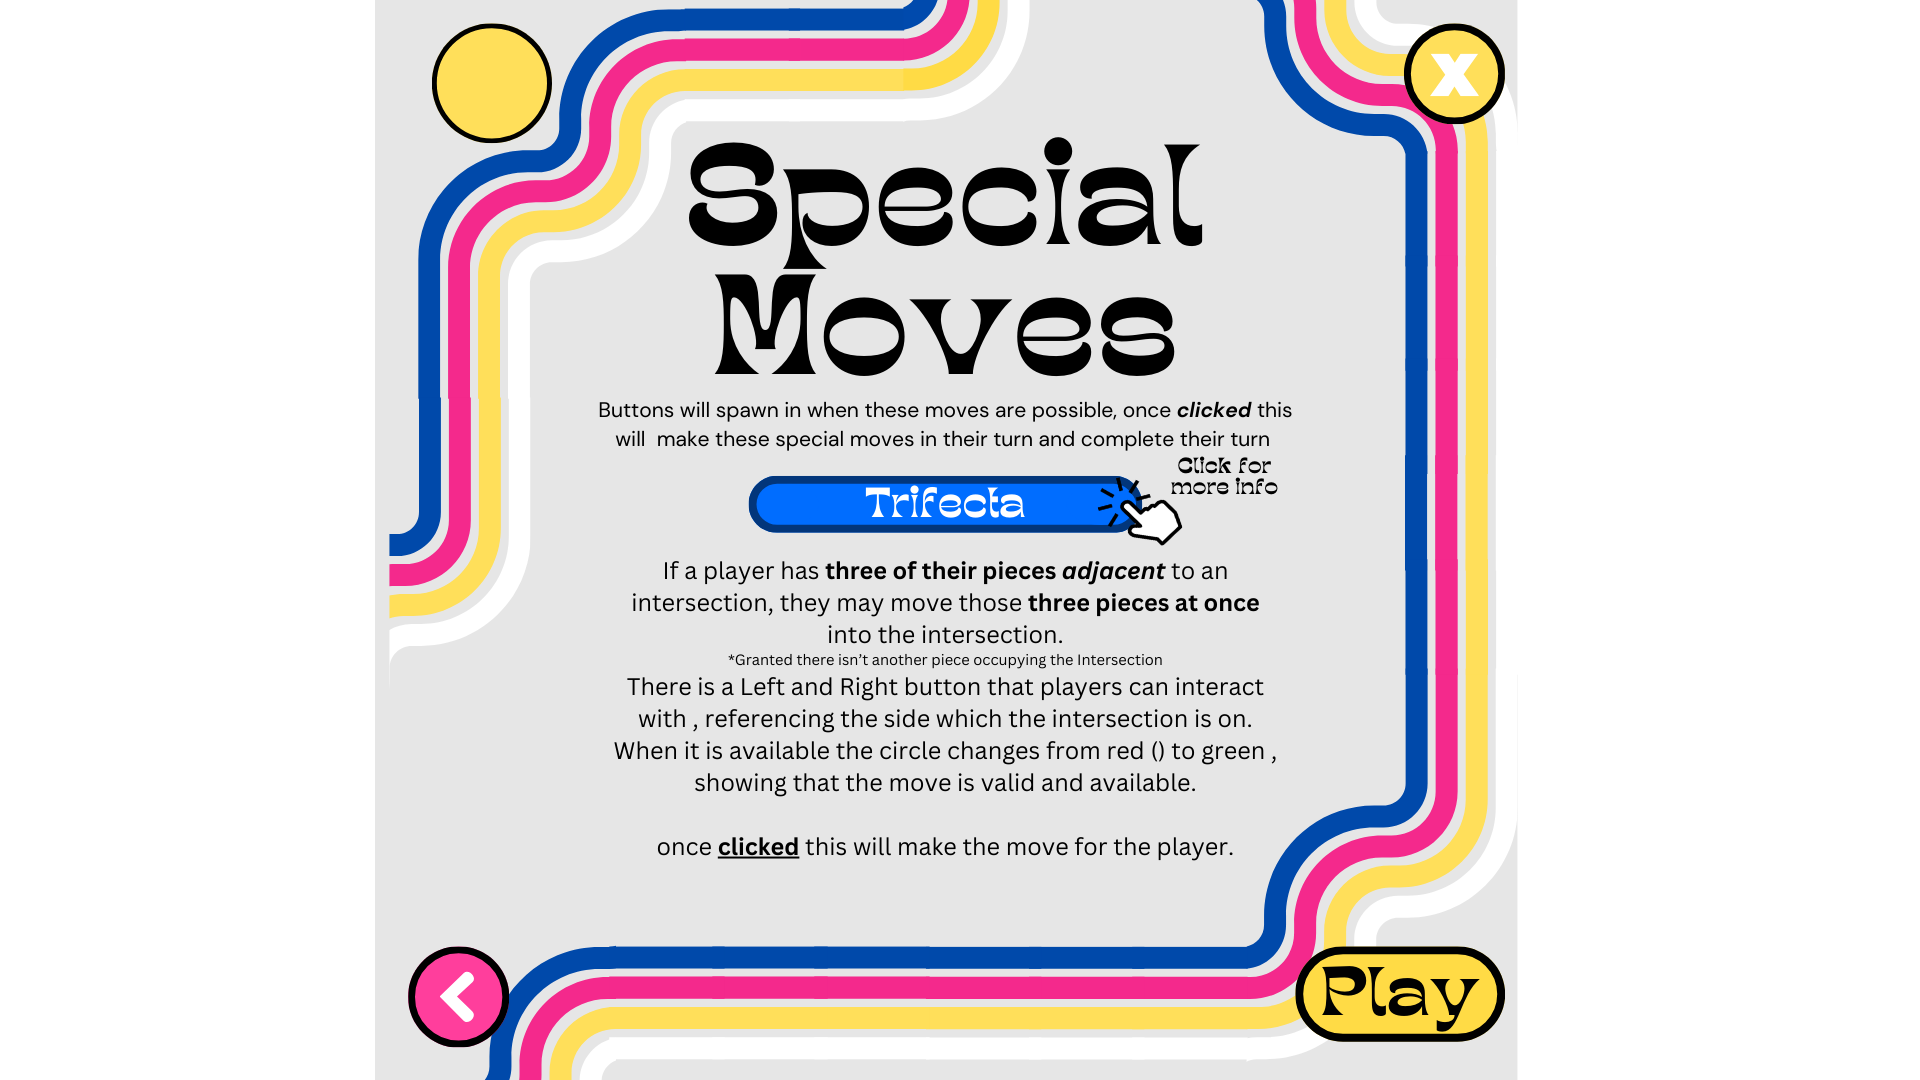 X
Special
Moves
Buttons will spawn in when these moves are possible, once clicked this
will make these special moves in their turn and complete their turn
Click for
more info
Trifecta
If a player has three of their pieces adjacent to an
intersection, they may move those three pieces at once
into the intersection.
*Granted there isn't another piece occupying the Intersection
There is a Left and Right button that players can interact
with , referencing the side which the intersection is on.
When it is available the circle changes from red () to green ,
showing that the move is valid and available.
once clicked this will make the move for the player.
Play